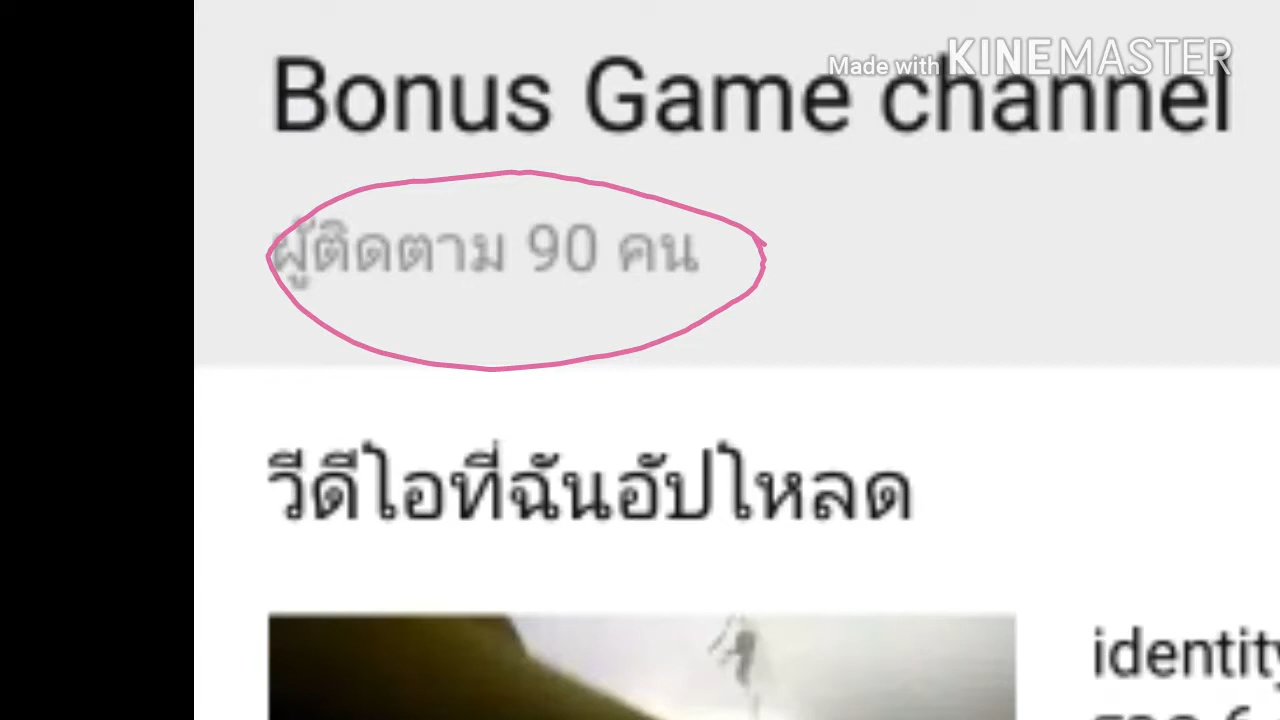 Made with KINEMASTER
Bonus Game channel
ผู้ติดตาม 90 คน
วีดีโอที่ฉันอัปโหลด